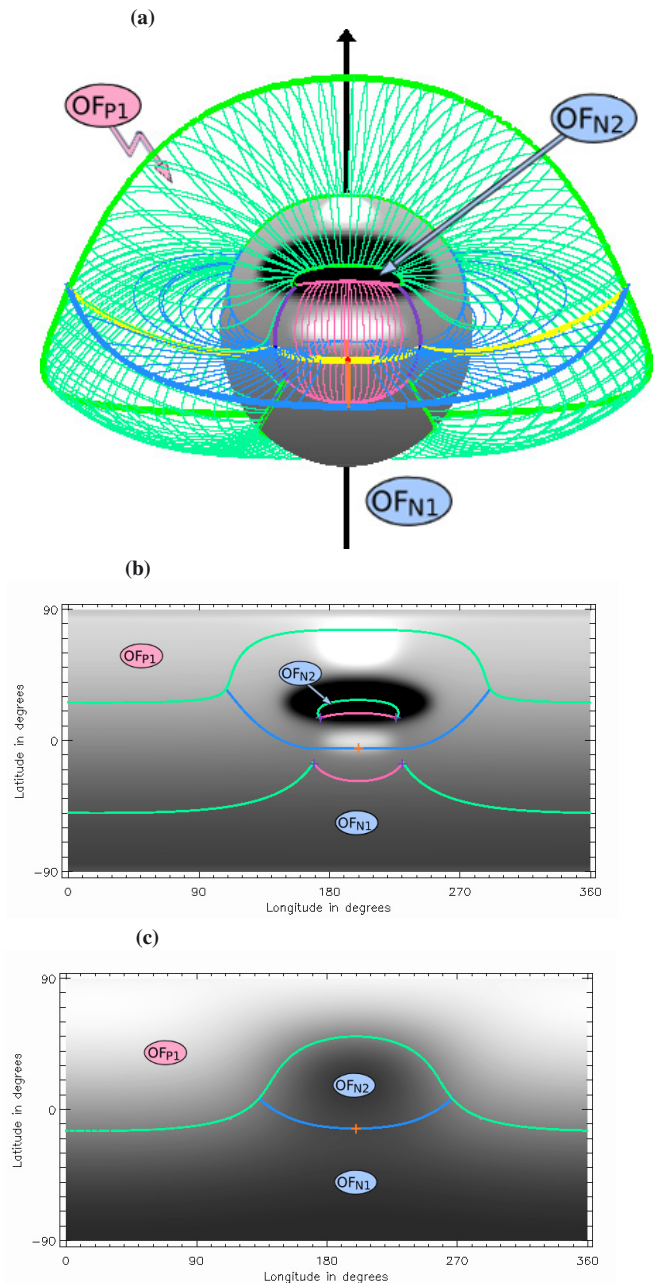 (a)
OFP1
OFN2
OFN1
(b)
90
OFP1
OFN2
0
OFN1
-90
0 90 180 270 360
Latitude in degrees
Longitude in degrees
(c)
90
OFP1
OFN2
0
OFN1
-90
0 90 180 270 360
Latitude in degrees
Longitude in degrees